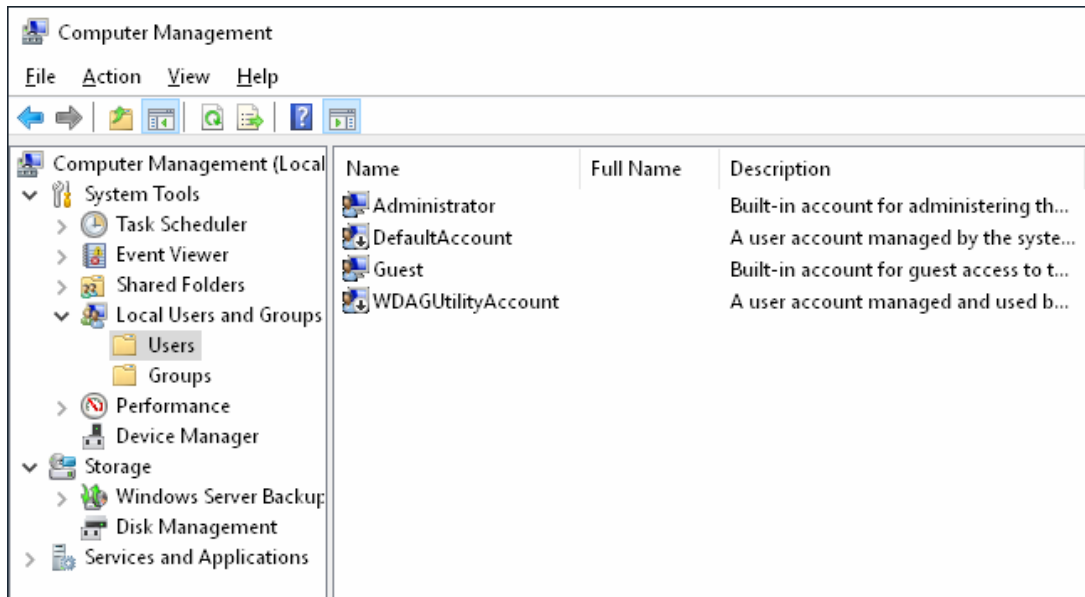 Computer Management
File Action View Help
Computer Management (Local
System Tools
Task Scheduler
Event Viewer
Shared Folders
Local Users and Groups
Users
Groups
Performance
Device Manager
Storage
Windows Server Backup
Disk Management
Services and Applications
Name Full Name Description
Administrator Built-in account for administering th...
DefaultAccount A user account managed by the syste...
Guest Built-in account for guest access to t...
WDAGUtilityAccount A user account managed and used b...